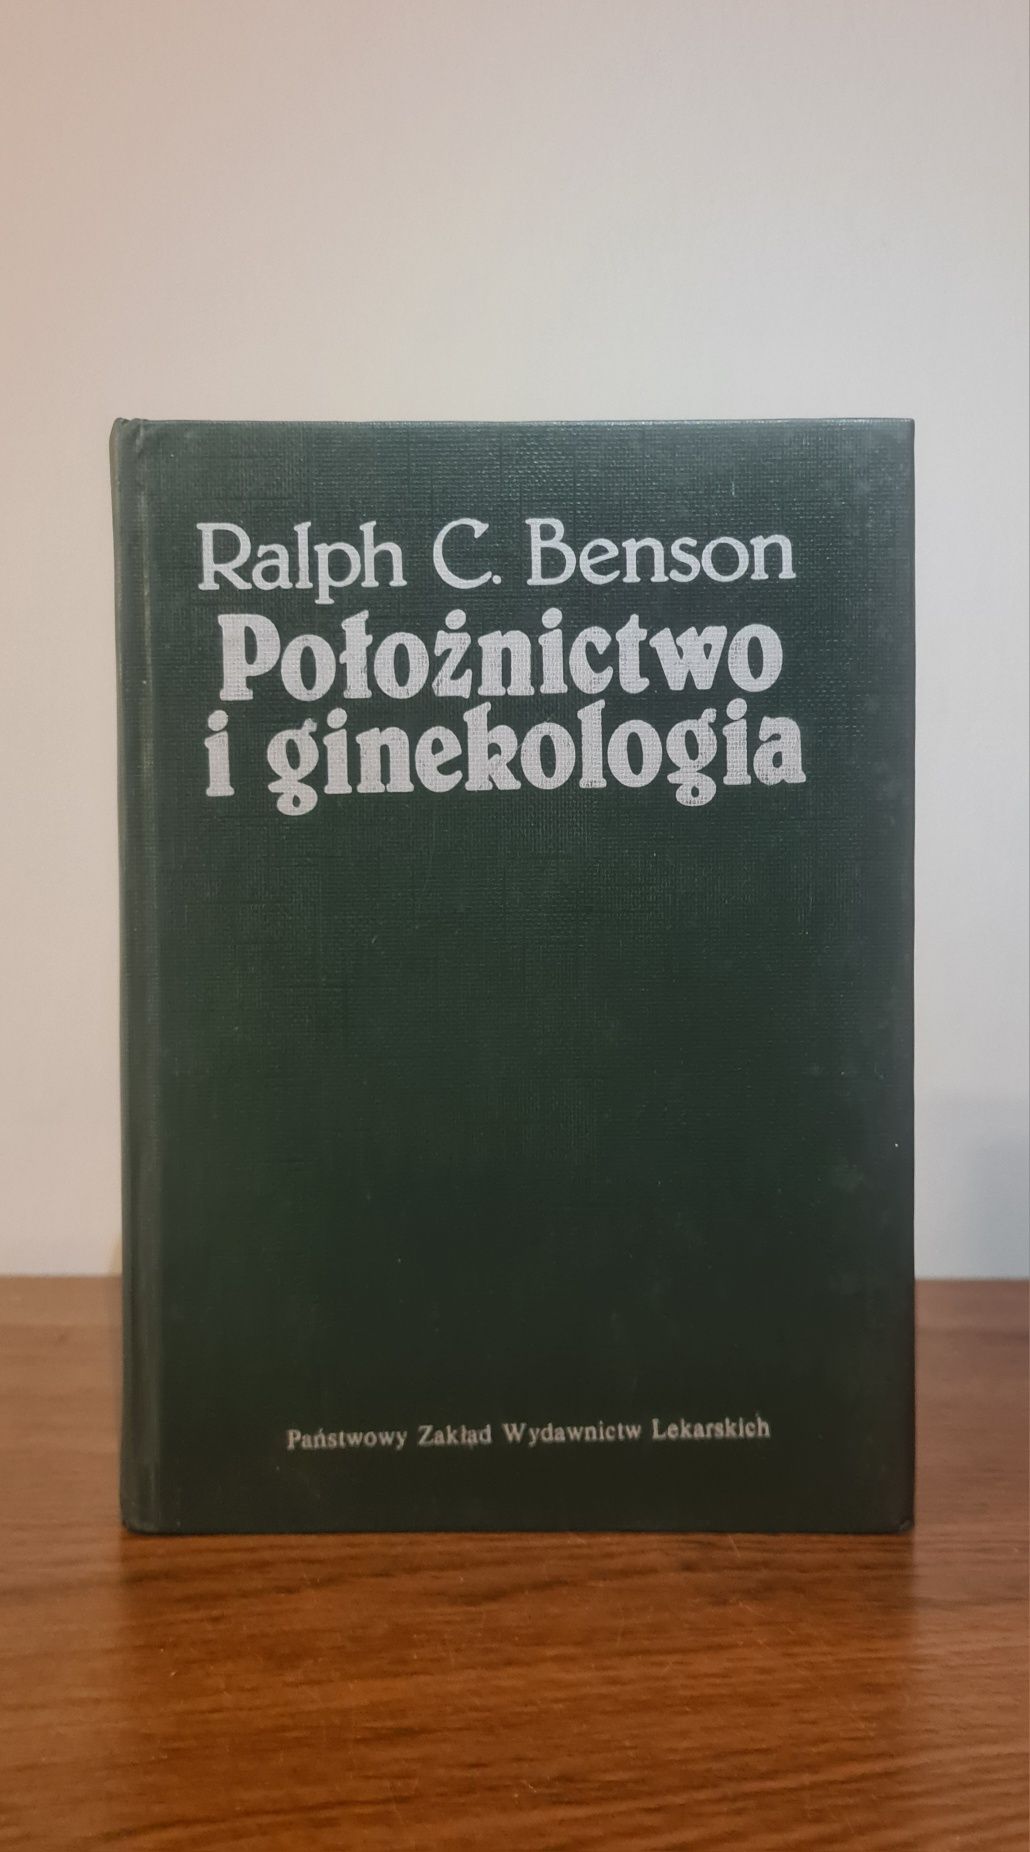 Ralph C. Benson
Położnictwo
i ginekologia
Państwowy Zakład Wydawnictw Lekarskich